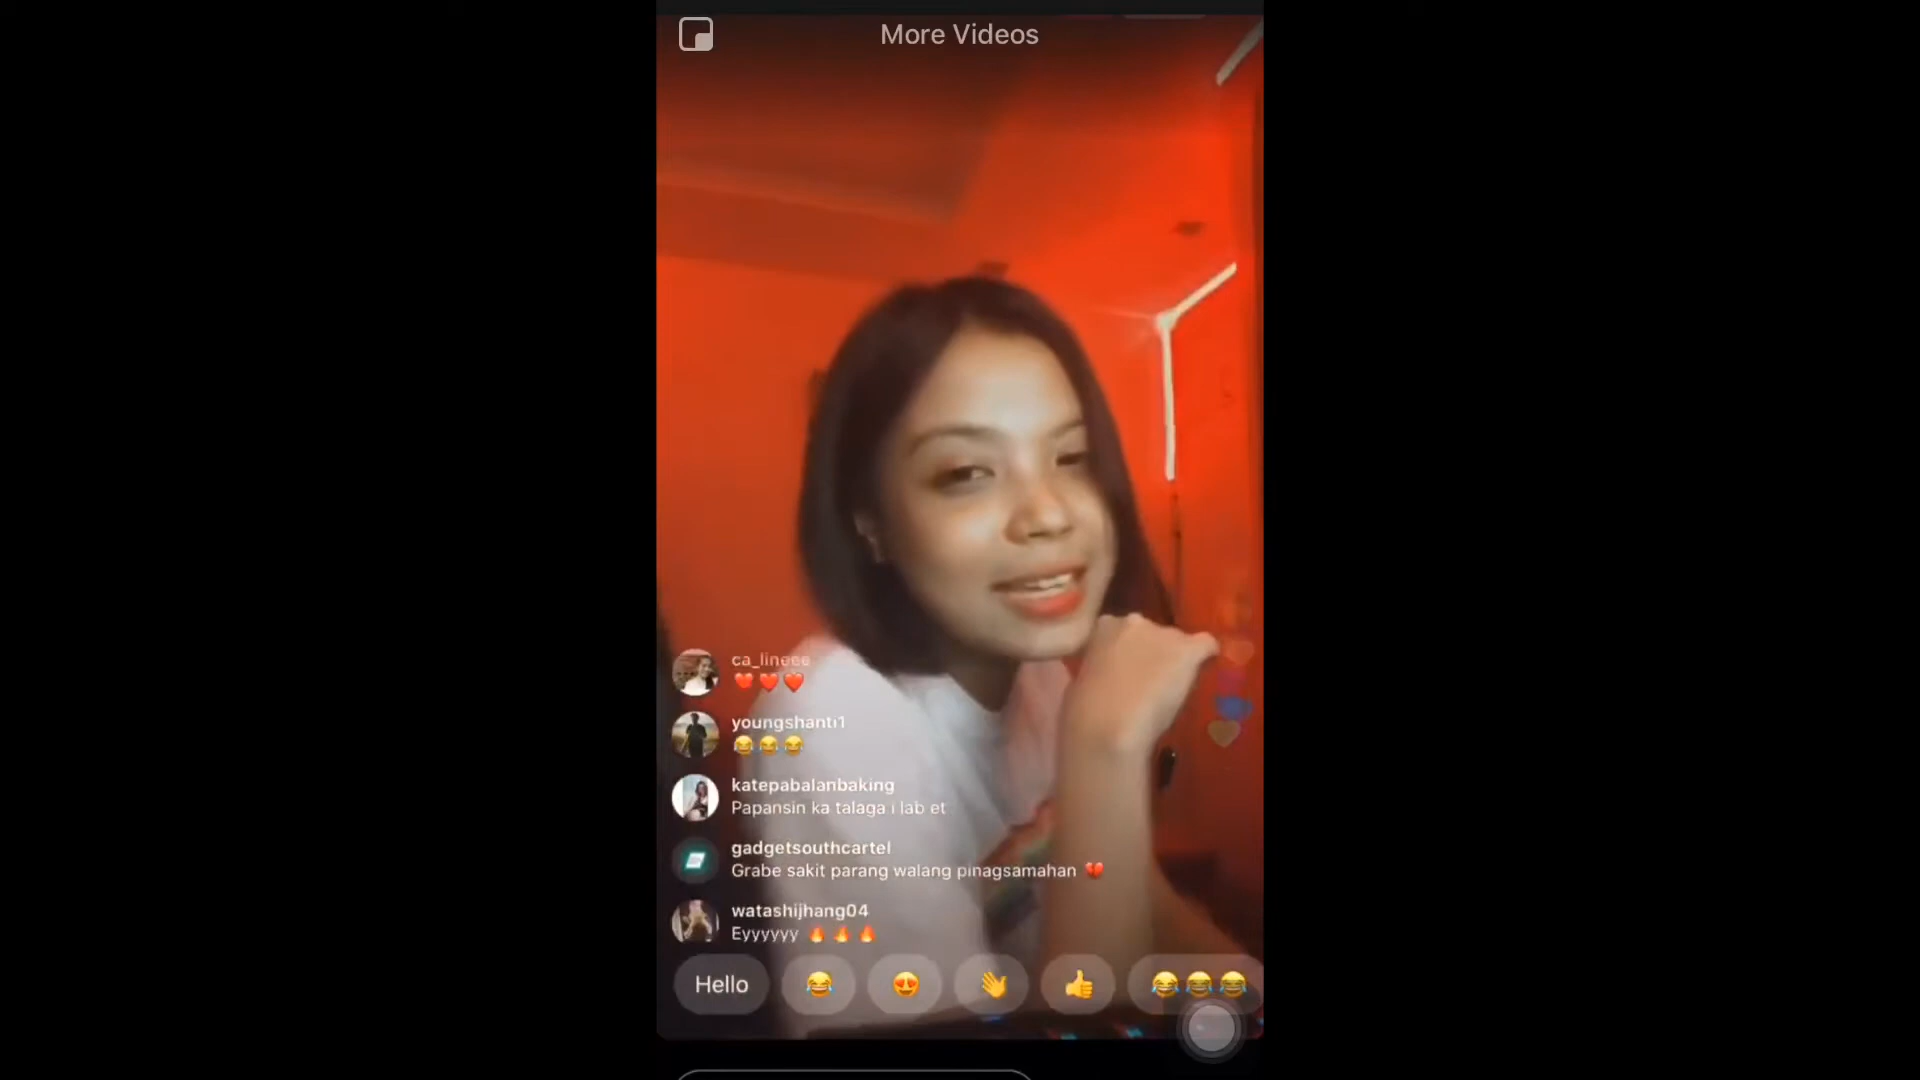 More Videos
ca_lineee
❤️❤️❤️
youngshanti1
😂😂😂
katepabalanbaking
Papansin ka talaga i lab et
gadgetsouthcartel
Grabe sakit parang walang pinagsamahan 💔
watashijhang04
Eyyyyyy 🔥🔥🔥
Hello 😂 😍 👋 👍 😂😂😂